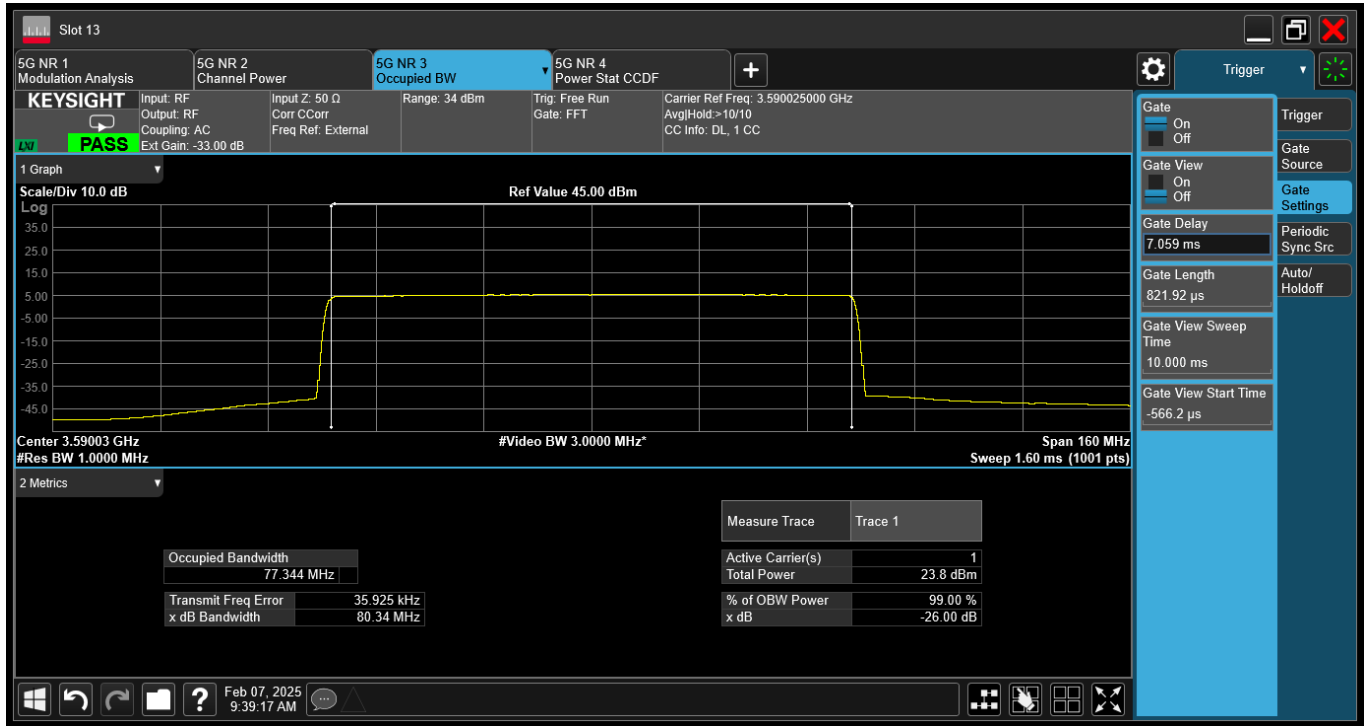 Slot 13
5G NR 1
Modulation Analysis
5G NR 2
Channel Power
5G NR 3
Occupied BW
5G NR 4
Power Stat CCDF
Trigger
KEYSIGHT
LXI
PASS
Input: RF
Output: RF
Coupling: AC
Ext Gain: -33.00 dB
Input Z: 50 Ω
Corr CCorr
Freq Ref: External
Range: 34 dBm
Trig: Free Run
Gate: FFT
Carrier Ref Freq: 3.590025000 GHz
Avg|Hold:>10/10
CC Info: DL, 1 CC
1 Graph
Scale/Div 10.0 dB
Ref Value 45.00 dBm
Log
35.0
25.0
15.0
5.00
-5.00
-15.0
-25.0
-35.0
-45.0
Center 3.59003 GHz
#Video BW 3.0000 MHz*
Span 160 MHz
#Res BW 1.0000 MHz
Sweep 1.60 ms (1001 pts)
2 Metrics
Measure Trace Trace 1
Occupied Bandwidth
77.344 MHz
Transmit Freq Error 35.925 kHz
x dB Bandwidth 80.34 MHz
Active Carrier(s) 1
Total Power 23.8 dBm
% of OBW Power 99.00 %
x dB -26.00 dB
Gate
On
Off
Gate View
On
Off
Gate Delay
7.059 ms
Gate Length
821.92 µs
Gate View Sweep
Time
10.000 ms
Gate View Start Time
-566.2 µs
Trigger
Gate
Source
Gate
Settings
Periodic
Sync Src
Auto/
Holdoff
?
Feb 07, 2025
9:39:17 AM